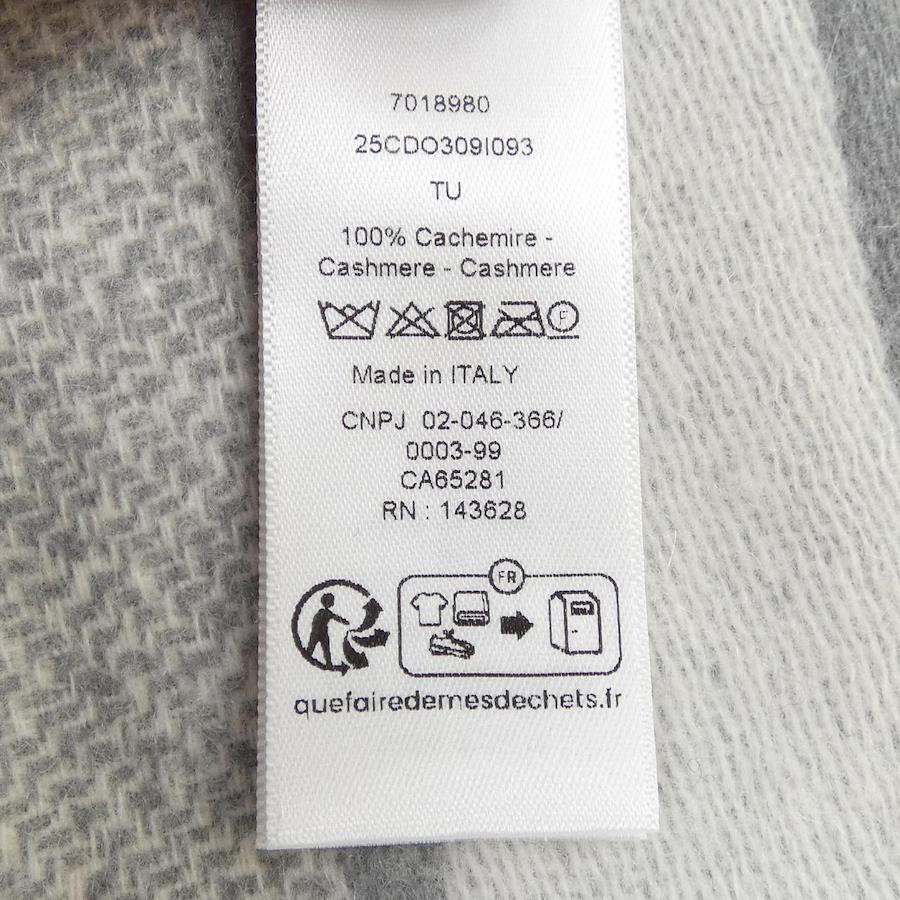 7018980
25CDO309I093
TU
100% Cachemire -
Cashmere - Cashmere
F
Made in ITALY
CNPJ 02-046-366/
0003-99
CA65281
RN : 143628
FR
quefairedemesdechets.fr